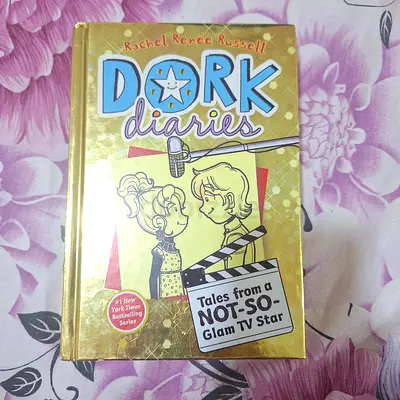 Rachel Renée Russell
DORK
diaries
Tales from a
NOT-SO-
Glam TV Star
#1 New
York Times
Bestselling
Series